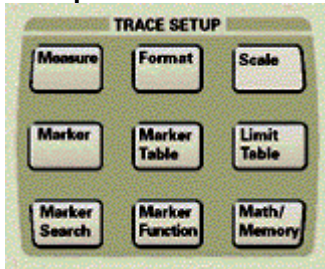 TRACE SETUP
Measure Format Scale
Marker Marker Table Limit Table
Marker Search Marker Function Math/ Memory